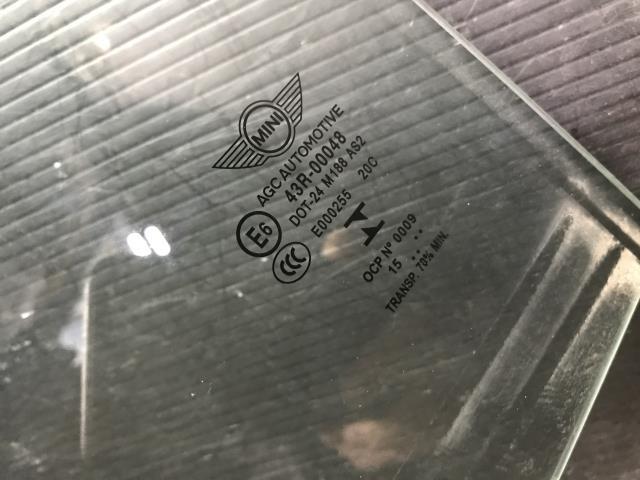 MINI
AGC AUTOMOTIVE
43R-00048
DOT-24 M188 AS2
E000255 20C
E6
CCC
OCP Nº 0009
15
TRANSP. 70% MIN.